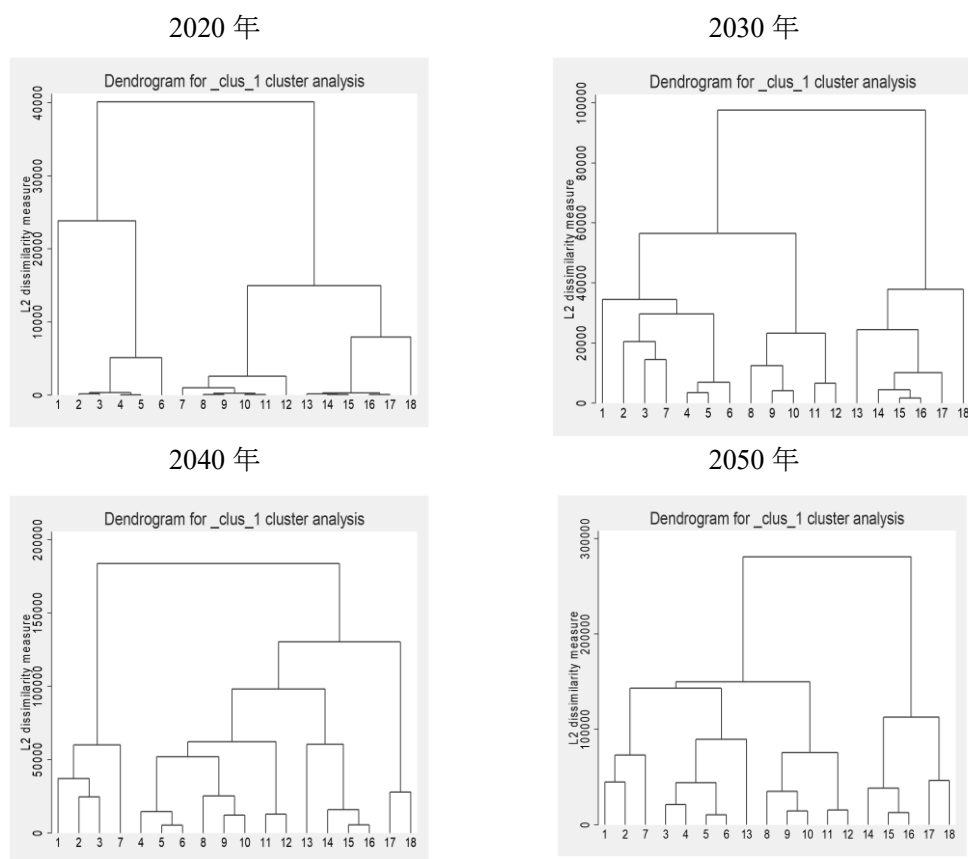 2020 年
Dendrogram for _clus_1 cluster analysis
L2 dissimilarity measure
40000
30000
20000
10000
0
1 2 3 4 5 6 7 8 9 10 11 12 13 14 15 16 17 18
2030 年
Dendrogram for _clus_1 cluster analysis
L2 dissimilarity measure
100000
80000
60000
40000
20000
0
1 2 3 7 4 5 6 8 9 10 11 12 13 14 15 16 17 18
2040 年
Dendrogram for _clus_1 cluster analysis
L2 dissimilarity measure
200000
150000
100000
50000
0
1 2 3 7 4 5 6 8 9 10 11 12 13 14 15 16 17 18
2050 年
Dendrogram for _clus_1 cluster analysis
L2 dissimilarity measure
300000
200000
100000
0
1 2 7 3 4 5 6 13 8 9 10 11 12 14 15 16 17 18